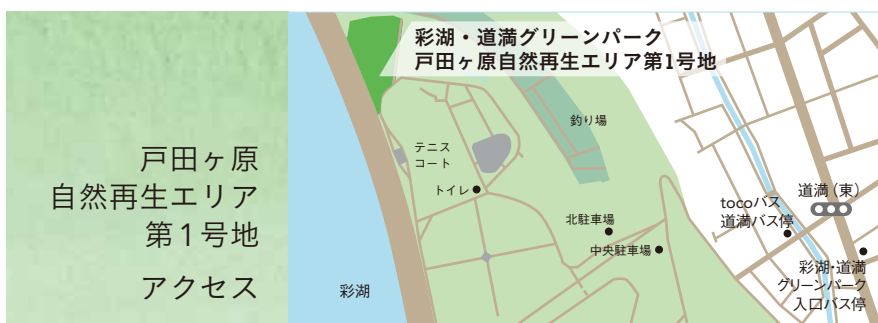 戸田ヶ原
自然再生エリア
第1号地
アクセス
彩湖・道満グリーンパーク
戸田ヶ原自然再生エリア第1号地
釣り場
テニス
コート
トイレ
北駐車場
中央駐車場
彩湖
tocoバス
道満バス停
道満（東）
彩湖・道満
グリーンパーク
入口バス停